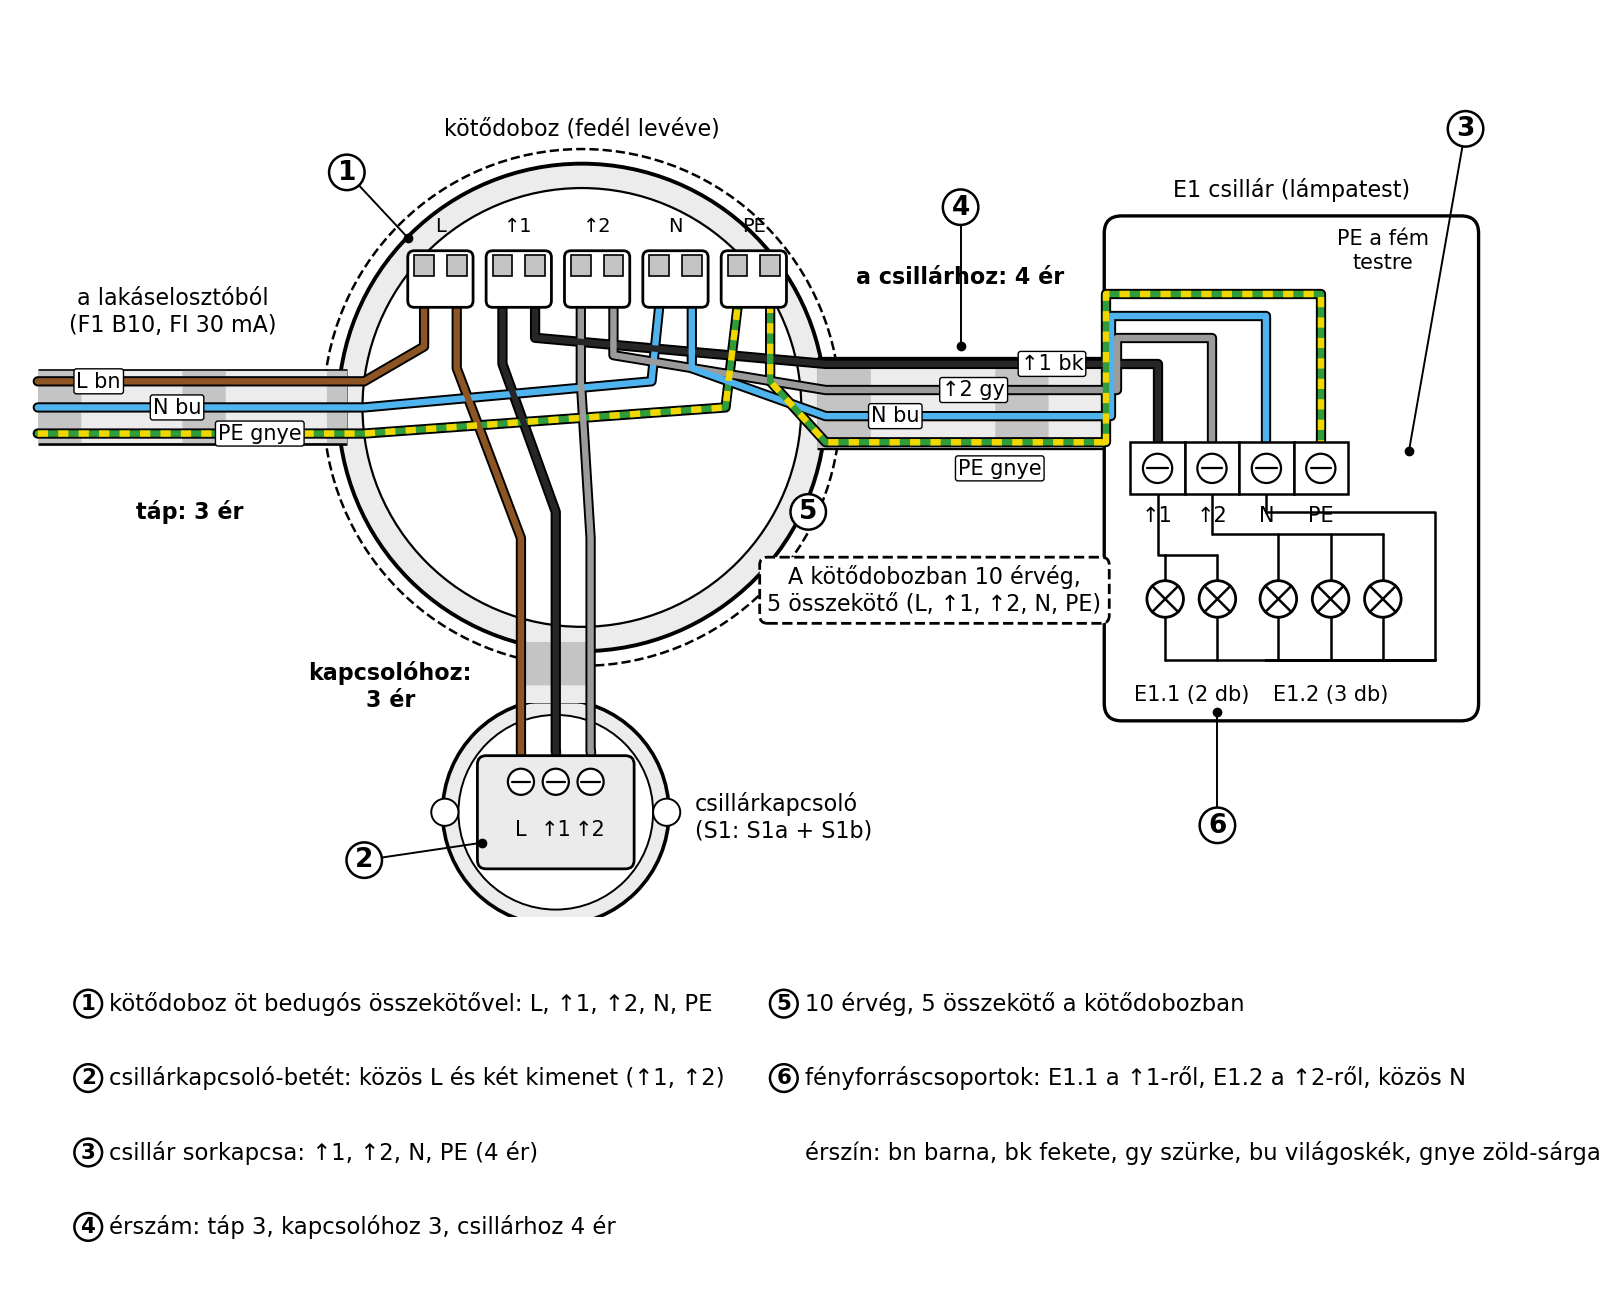 kötődoboz (fedél levéve)
1
3
4
E1 csillár (lámpatest)
L ↑1 ↑2 N PE
PE a fém
testre
a csillárhoz: 4 ér
a lakáselosztóból
(F1 B10, FI 30 mA)
L bn
N bu
PE gnye
↑1 bk
↑2 gy
N bu
PE gnye
táp: 3 ér
5
↑1 ↑2 N PE
A kötődobozban 10 érvég,
5 összekötő (L, ↑1, ↑2, N, PE)
kapcsolóhoz:
3 ér
E1.1 (2 db) E1.2 (3 db)
csillárkapcsoló
(S1: S1a + S1b)
L ↑1 ↑2
2
6
1 kötődoboz öt bedugós összekötővel: L, ↑1, ↑2, N, PE
2 csillárkapcsoló-betét: közös L és két kimenet (↑1, ↑2)
3 csillár sorkapcsa: ↑1, ↑2, N, PE (4 ér)
4 érszám: táp 3, kapcsolóhoz 3, csillárhoz 4 ér
5 10 érvég, 5 összekötő a kötődobozban
6 fényforráscsoportok: E1.1 a ↑1-ről, E1.2 a ↑2-ről, közös N
érszín: bn barna, bk fekete, gy szürke, bu világoskék, gnye zöld-sárga